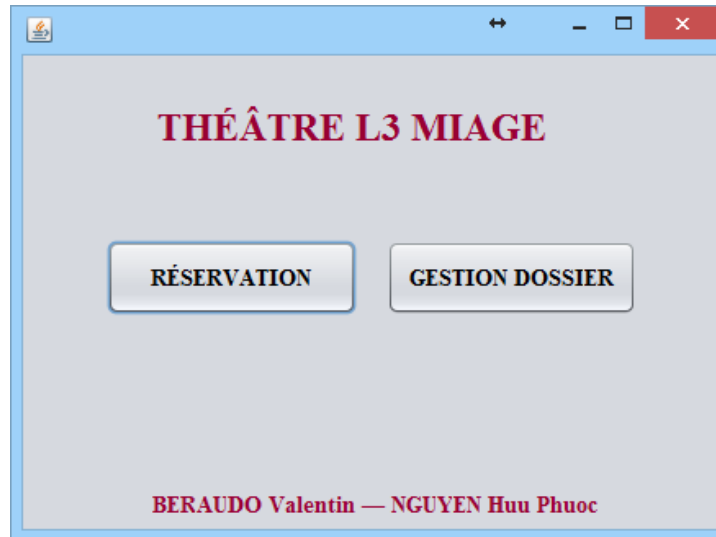 THÉÂTRE L3 MIAGE
RÉSERVATION GESTION DOSSIER
BERAUDO Valentin — NGUYEN Huu Phuoc